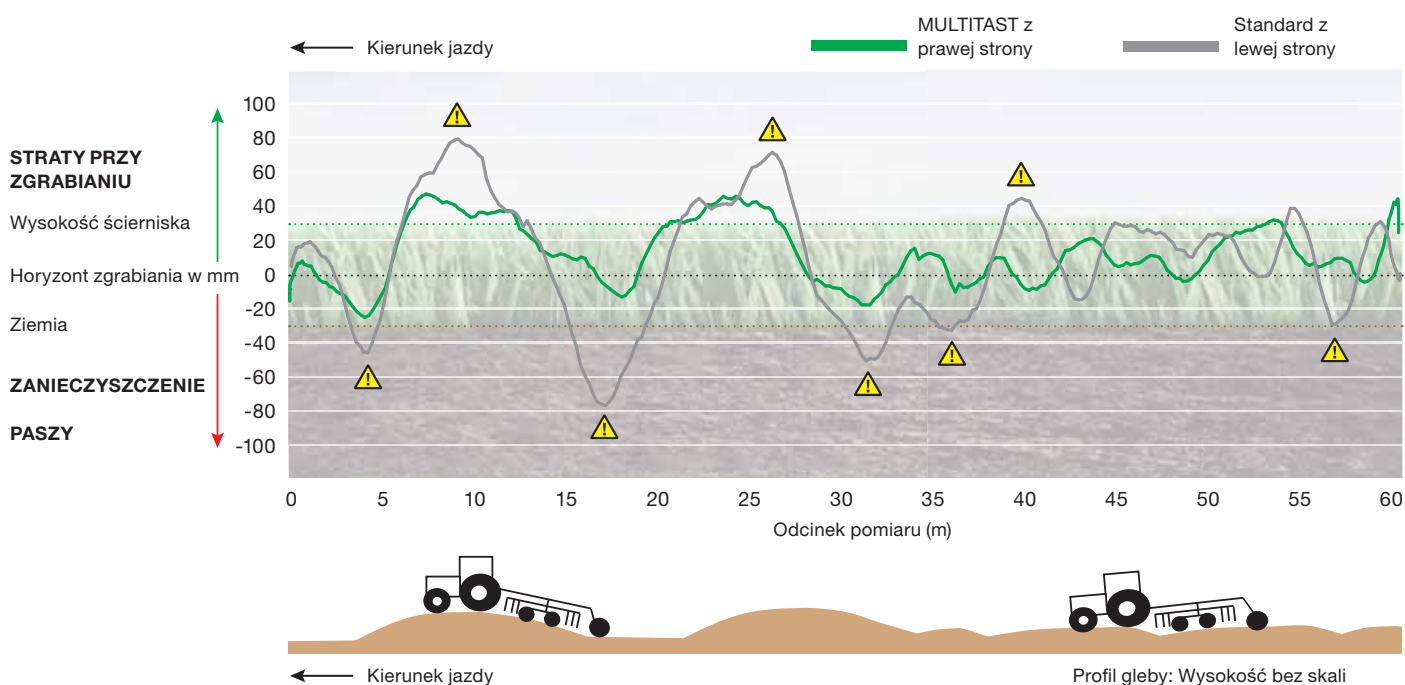 Kierunek jazdy
MULTITAST z
prawej strony
Standard z
lewej strony
STRATY PRZY
ZGRABIANIU
Wysokość ścierniska
Horyzont zgrabiania w mm
Ziemia
ZANIECZYSZCZENIE
PASZY
100
80
60
40
20
0
-20
-40
-60
-80
-100
!
!
!
!
!
!
!
!
0 5 10 15 20 25 30 35 40 45 50 55 60
Odcinek pomiaru (m)
Kierunek jazdy
Profil gleby: Wysokość bez skali